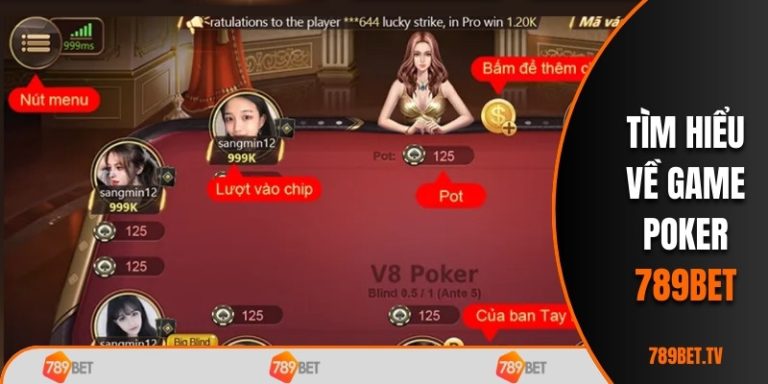 ratulations to the player ***644 lucky strike, in Pro win 1.20K
Mã vá
999ms
Nút menu
Bấm để thêm
sangmin12
999K
Lượt vào chip
Pot: 125
Pot
sangmin12
999K
125
125
V8 Poker
Blind 0.5 / 1 (Ante 5)
125
125
Của ban Tay
sangmin12
Big Blind
TÌM HIỂU
VỀ GAME
POKER
789BET
789BET.TV
789BET
789BET
789BET